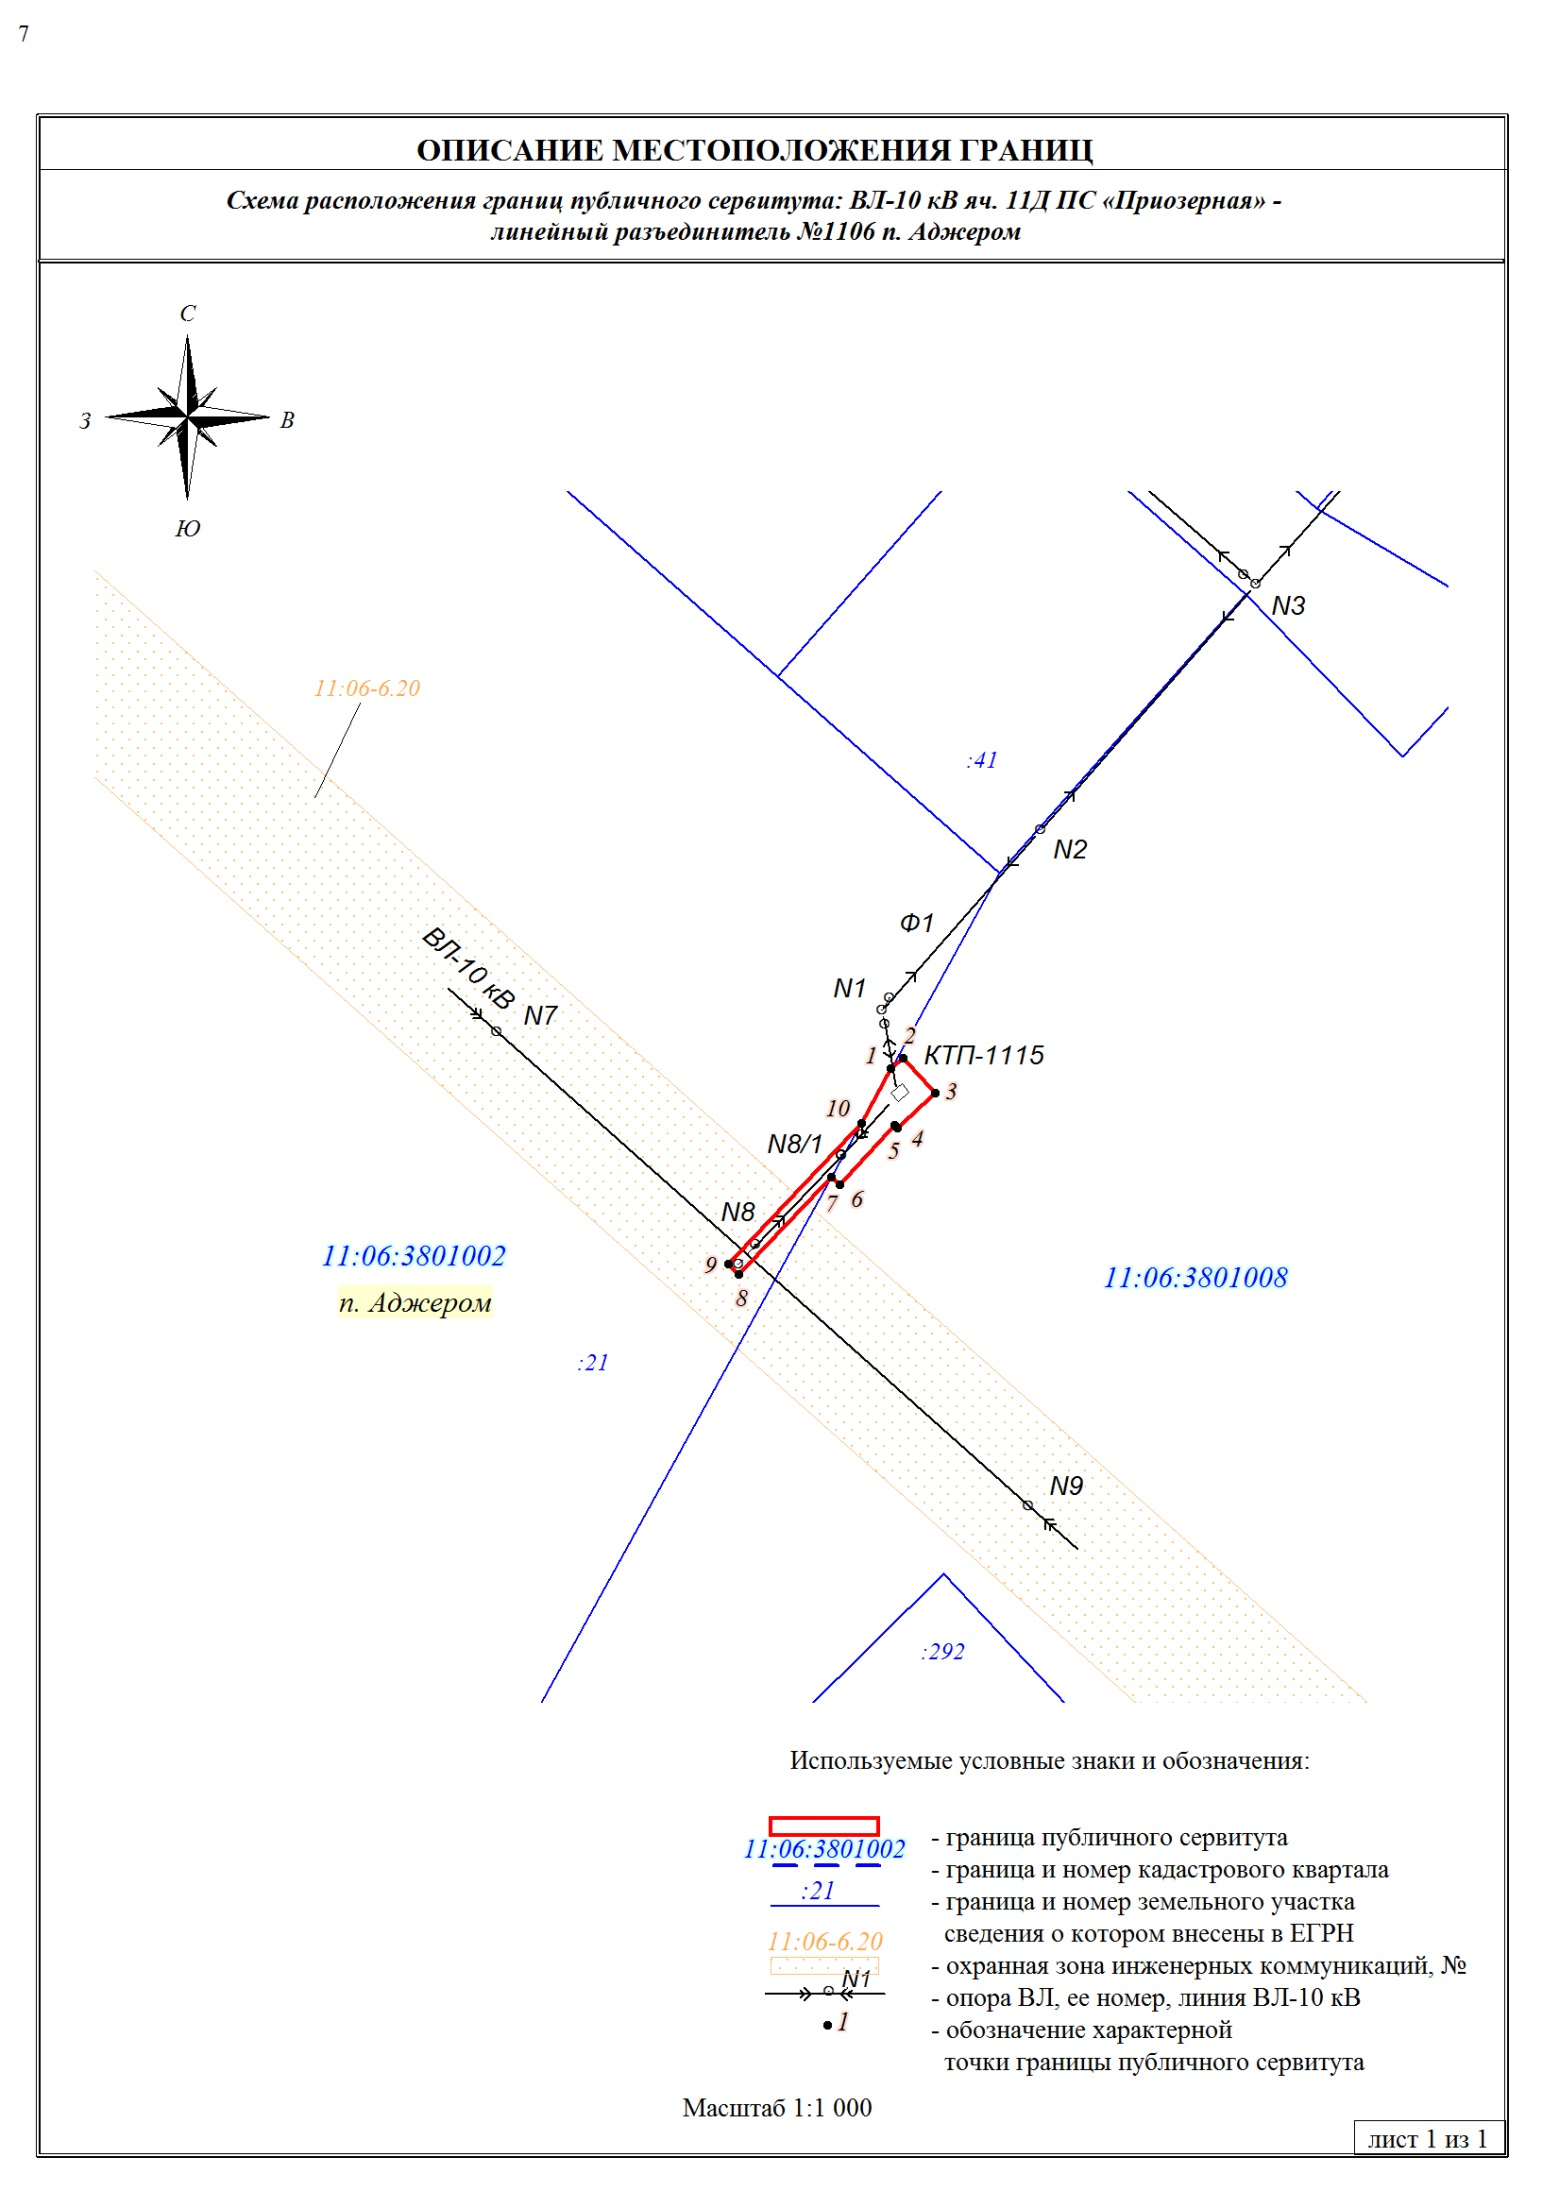 7
ОПИСАНИЕ МЕСТОПОЛОЖЕНИЯ ГРАНИЦ
Схема расположения границ публичного сервитута: ВЛ-10 кВ яч. 11Д ПС «Приозерная» -
линейный разъединитель №1106 п. Аджером
С
З
В
Ю
N3
11:06-6.20
:41
N2
Ф1
ВЛ-10 кВ
N7
N1
2
1
КТП-1115
3
10
4
N8/1
5
6
7
N8
9
8
11:06:3801002
п. Аджером
11:06:3801008
:21
N9
:292
Используемые условные знаки и обозначения:
- граница публичного сервитута
11:06:3801002
- граница и номер кадастрового квартала
:21
- граница и номер земельного участка
сведения о котором внесены в ЕГРН
11:06-6.20
- охранная зона инженерных коммуникаций, №
N1
- опора ВЛ, ее номер, линия ВЛ-10 кВ
1
- обозначение характерной
точки границы публичного сервитута
Масштаб 1:1 000
лист 1 из 1